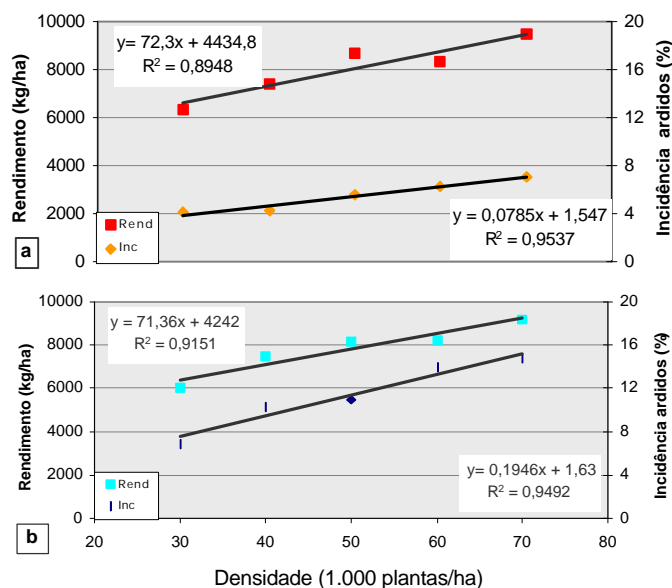 10000
8000
6000
4000
2000
0
Rendimento (kg/ha)
y= 72,3x + 4434,8
R² = 0,8948
y = 0,0785x + 1,547
R² = 0,9537
Rend
Inc
a
20
16
12
8
4
0
Incidência ardidos (%)
10000
8000
6000
4000
2000
0
Rendimento (kg/ha)
y = 71,36x + 4242
R² = 0,9151
y= 0,1946x + 1,63
R² = 0,9492
Rend
Inc
b
20
16
12
8
4
0
Incidência ardidos (%)
20 30 40 50 60 70 80
Densidade (1.000 plantas/ha)